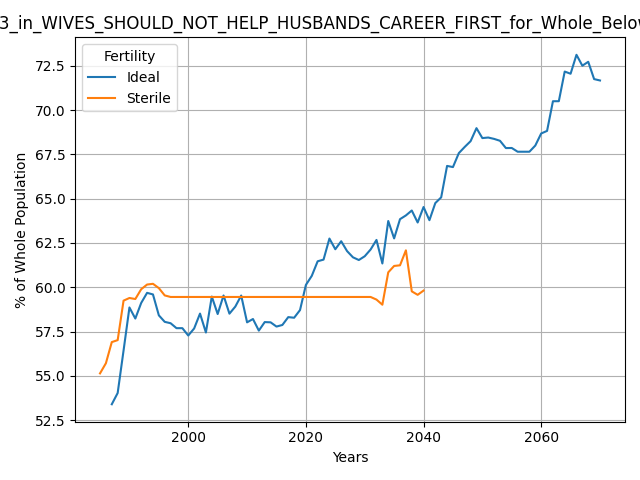 3_in_WIVES_SHOULD_NOT_HELP_HUSBANDS_CAREER_FIRST_for_Whole_Below
Fertility
Ideal
Sterile
% of Whole Population
72.5
70.0
67.5
65.0
62.5
60.0
57.5
55.0
52.5
2000
2020
2040
2060
Years